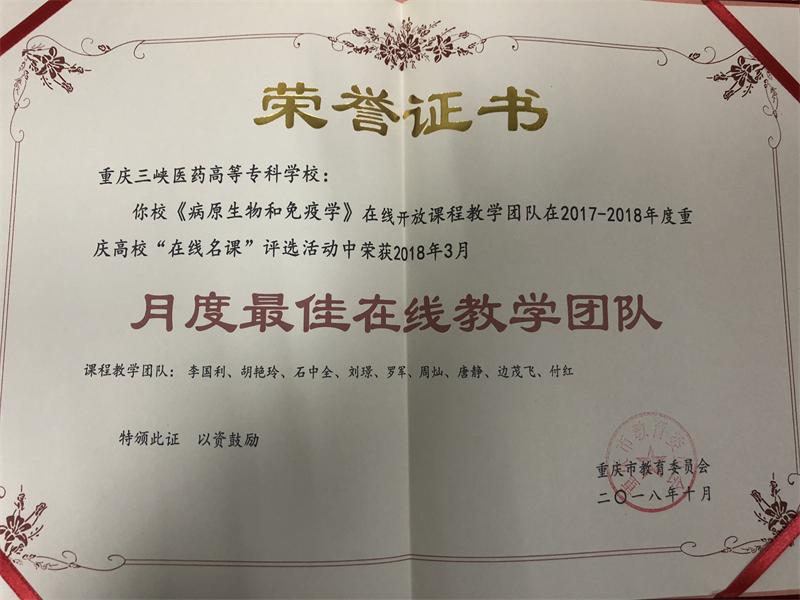 荣誉证书
重庆三峡医药高等专科学校：
你校《病原生物和免疫学》在线开放课程教学团队在2017-2018年度重
庆高校“在线名课”评选活动中荣获2018年3月
月度最佳在线教学团队
课程教学团队： 李国利、胡艳玲、石中全、刘璟、罗军、周灿、唐静、边茂飞、付红
特颁此证 以资鼓励
重庆市教育委员会
二〇一八年十月